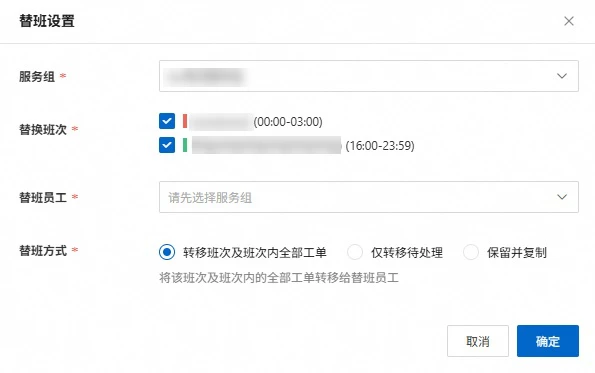 替班设置
服务组 *
替换班次 *
(00:00-03:00)
(16:00-23:59)
替班员工 *
请先选择服务组
替班方式 *
转移班次及班次内全部工单 仅转移待处理 保留并复制
将该班次及班次内的全部工单转移给替班员工
取消 确定